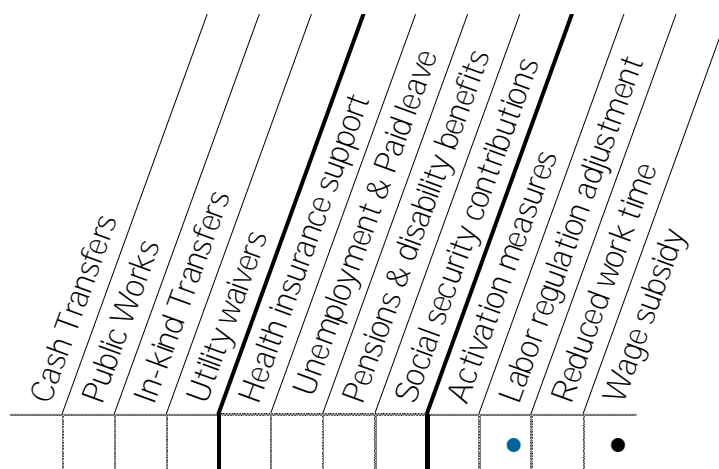 Cash Transfers
Public Works
In-kind Transfers
Utility waivers
Health insurance support
Unemployment & Paid leave
Pensions & disability benefits
Social security contributions
Activation measures
Labor regulation adjustment
Reduced work time
Wage subsidy